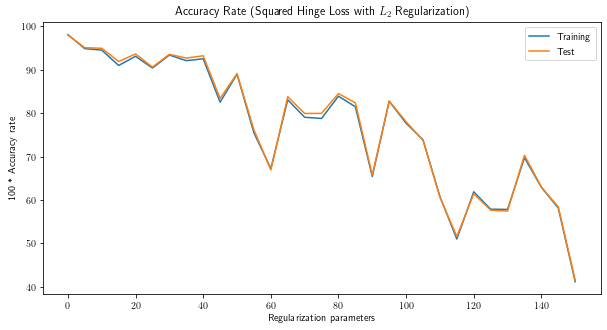 Accuracy Rate (Squared Hinge Loss with L₂ Regularization)
Training
Test
100 * Accuracy rate
100
90
80
70
60
50
40
0 20 40 60 80 100 120 140
Regularization parameters